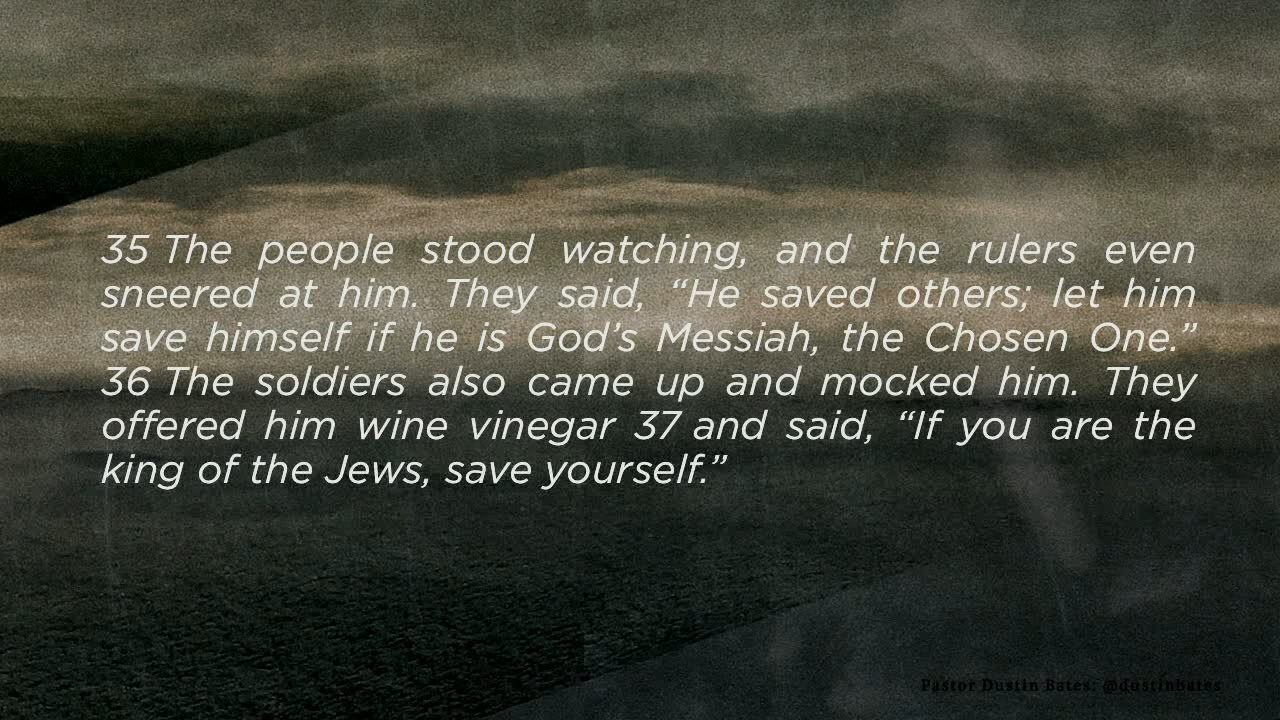 35 The people stood watching, and the rulers even
sneered at him. They said, “He saved others; let him
save himself if he is God’s Messiah, the Chosen One.”
36 The soldiers also came up and mocked him. They
offered him wine vinegar 37 and said, “If you are the
king of the Jews, save yourself.”
Pastor Dustin Bates: @dustinbates